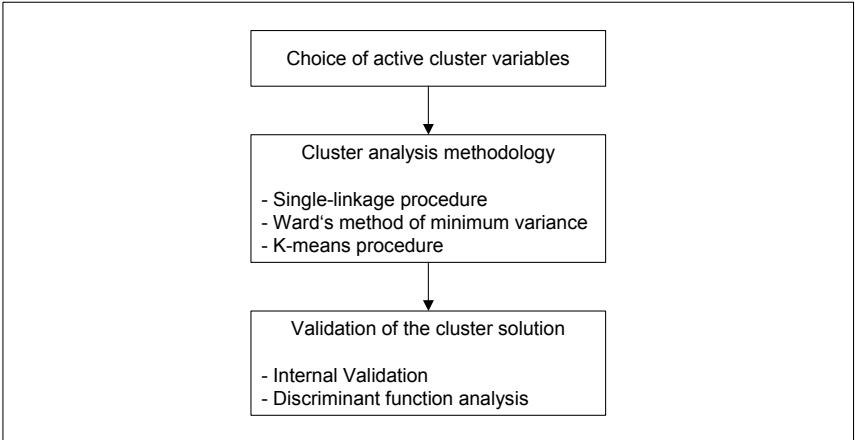 Choice of active cluster variables
Cluster analysis methodology
- Single-linkage procedure
- Ward‘s method of minimum variance
- K-means procedure
Validation of the cluster solution
- Internal Validation
- Discriminant function analysis